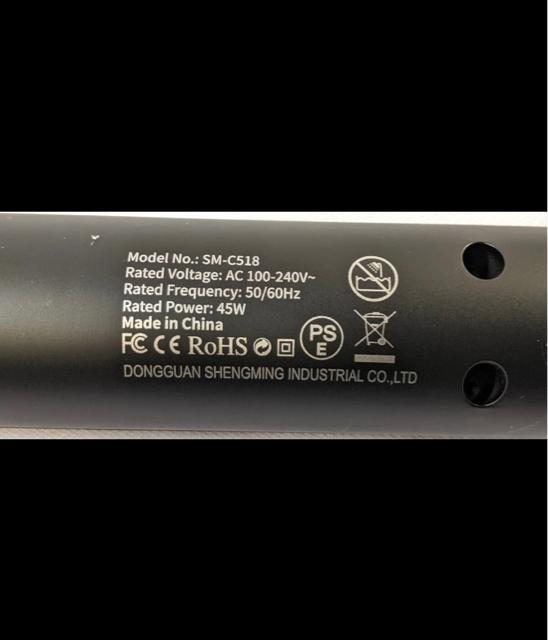 Model No.: SM-C518
Rated Voltage: AC 100-240V~
Rated Frequency: 50/60Hz
Rated Power: 45W
Made in China
FC CE RoHS PSE
DONGGUAN SHENGMING INDUSTRIAL CO.,LTD